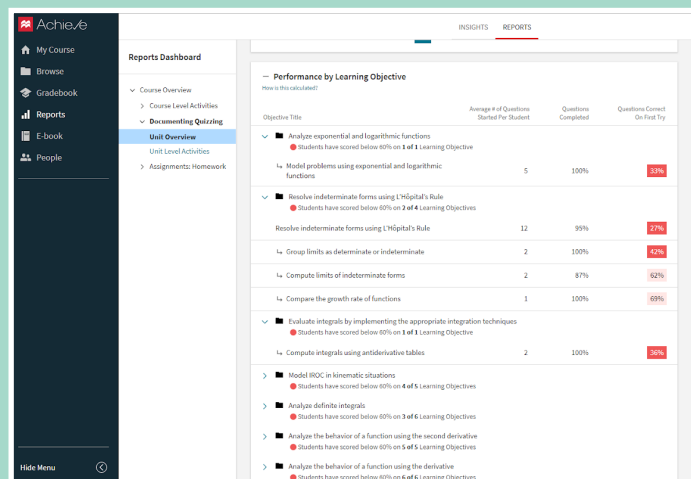 Achieve
INSIGHTS REPORTS
My Course
Browse
Gradebook
Reports
E-book
People
Hide Menu
Reports Dashboard
Course Overview
Course Level Activities
Documenting Quizzing
Unit Overview
Unit Level Activities
Assignments: Homework
Performance by Learning Objective
How is this calculated?
Objective Title
Average # of Questions
Started Per Student
Questions
Completed
Questions Correct
On First Try
Analyze exponential and logarithmic functions
Students have scored below 60% on 1 of 1 Learning Objective
Model problems using exponential and logarithmic
functions
5 100% 33%
Resolve indeterminate forms using L'Hôpital's Rule
Students have scored below 60% on 2 of 4 Learning Objectives
Resolve indeterminate forms using L'Hôpital's Rule 12 95% 27%
Group limits as determinate or indeterminate 2 100% 42%
Compute limits of indeterminate forms 2 87% 62%
Compare the growth rate of functions 1 100% 69%
Evaluate integrals by implementing the appropriate integration techniques
Students have scored below 60% on 1 of 1 Learning Objective
Compute integrals using antiderivative tables 2 100% 36%
Model IROC in kinematic situations
Students have scored below 60% on 4 of 5 Learning Objectives
Analyze definite integrals
Students have scored below 60% on 3 of 6 Learning Objectives
Analyze the behavior of a function using the second derivative
Students have scored below 60% on 5 of 5 Learning Objectives
Analyze the behavior of a function using the derivative
Students have scored below 60% on 6 of 6 Learning Objectives